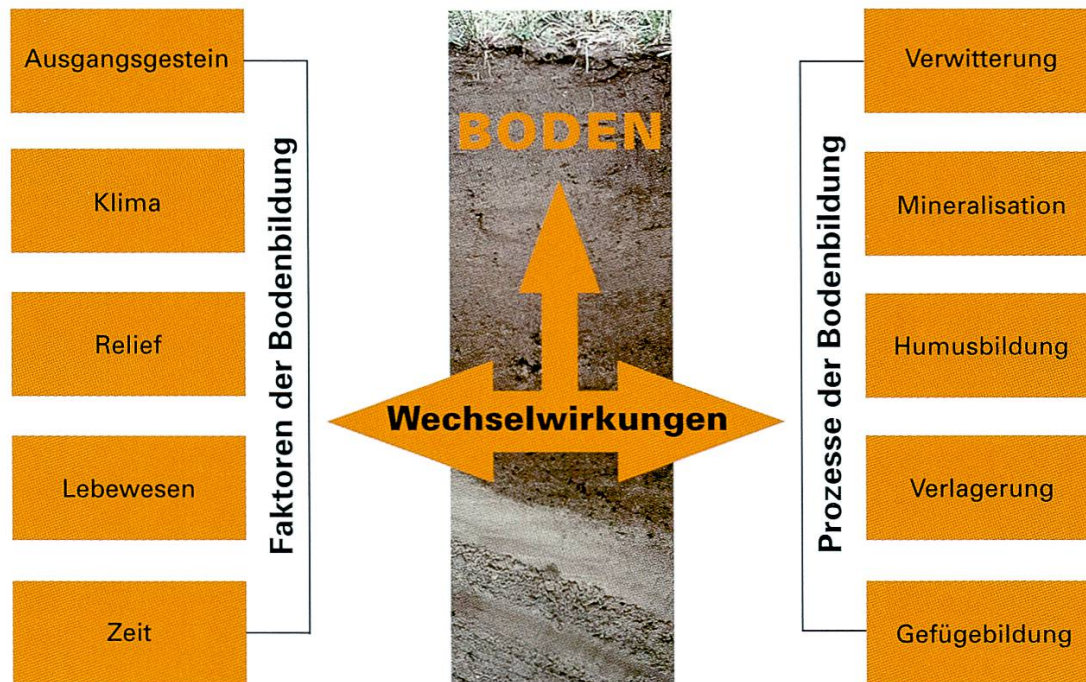 Ausgangsgestein
Klima
Relief
Lebewesen
Zeit
Faktoren der Bodenbildung
BODEN
Wechselwirkungen
Prozesse der Bodenbildung
Verwitterung
Mineralisation
Humusbildung
Verlagerung
Gefügebildung